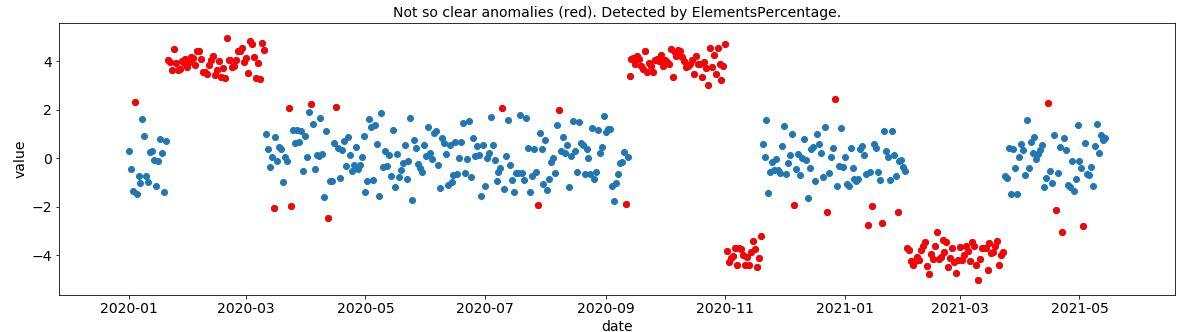 Not so clear anomalies (red). Detected by ElementsPercentage.
value
4
2
0
−2
−4
2020-01 2020-03 2020-05 2020-07 2020-09 2020-11 2021-01 2021-03 2021-05
date